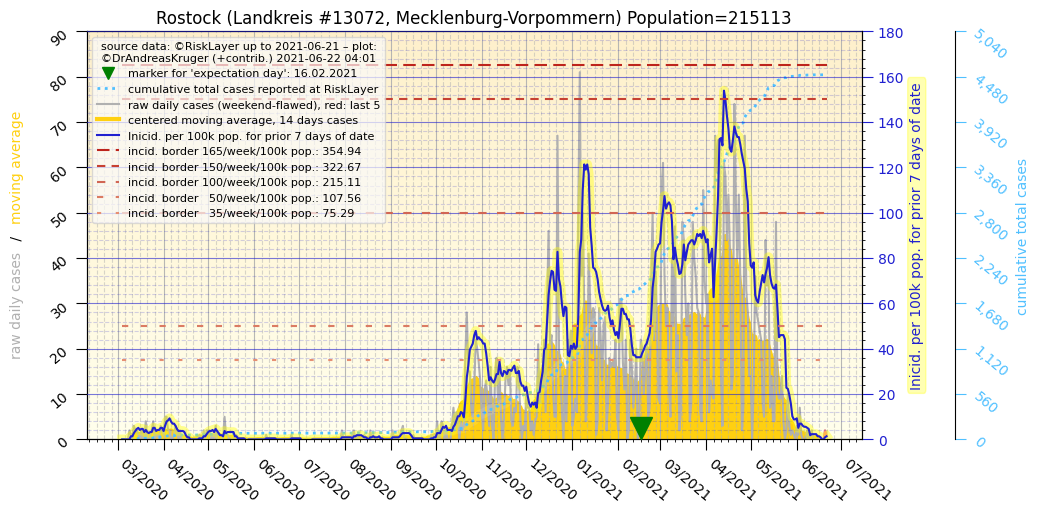 Rostock (Landkreis #13072, Mecklenburg-Vorpommern) Population=215113
source data: ©RiskLayer up to 2021-06-21 – plot:
©DrAndreasKruger (+contrib.) 2021-06-22 04:01
marker for 'expectation day': 16.02.2021
cumulative total cases reported at RiskLayer
raw daily cases (weekend-flawed), red: last 5
centered moving average, 14 days cases
Inicid. per 100k pop. for prior 7 days of date
incid. border 165/week/100k pop.: 354.94
incid. border 150/week/100k pop.: 322.67
incid. border 100/week/100k pop.: 215.11
incid. border   50/week/100k pop.: 107.56
incid. border   35/week/100k pop.: 75.29
raw daily cases / moving average
90
80
70
60
50
40
30
20
10
0
03/2020
04/2020
05/2020
06/2020
07/2020
08/2020
09/2020
10/2020
11/2020
12/2020
01/2021
02/2021
03/2021
04/2021
05/2021
06/2021
07/2021
180
160
140
120
100
80
60
40
20
0
Inicid. per 100k pop. for prior 7 days of date
5,040
4,480
3,920
3,360
2,800
2,240
1,680
1,120
560
0
cumulative total cases